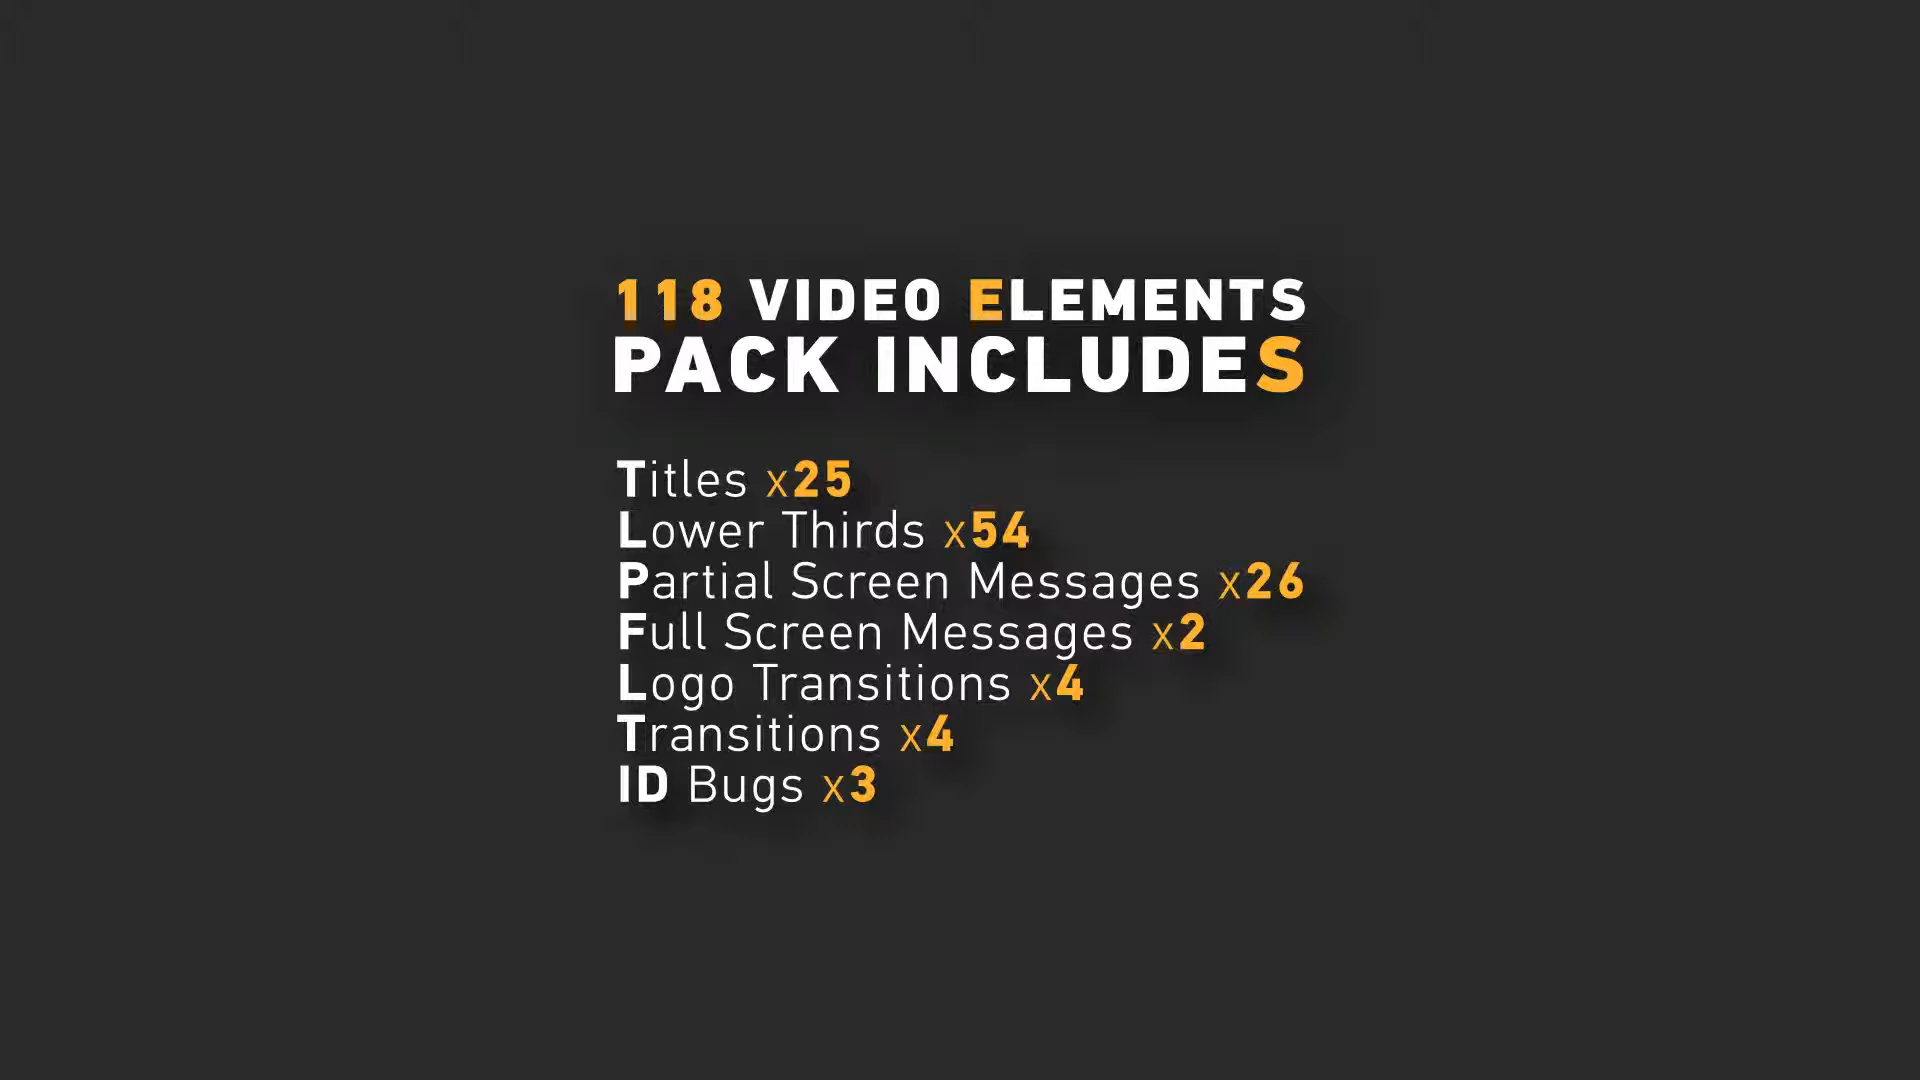 118 VIDEO ELEMENTS
PACK INCLUDES
Titles x25
Lower Thirds x54
Partial Screen Messages x26
Full Screen Messages x2
Logo Transitions x4
Transitions x4
ID Bugs x3